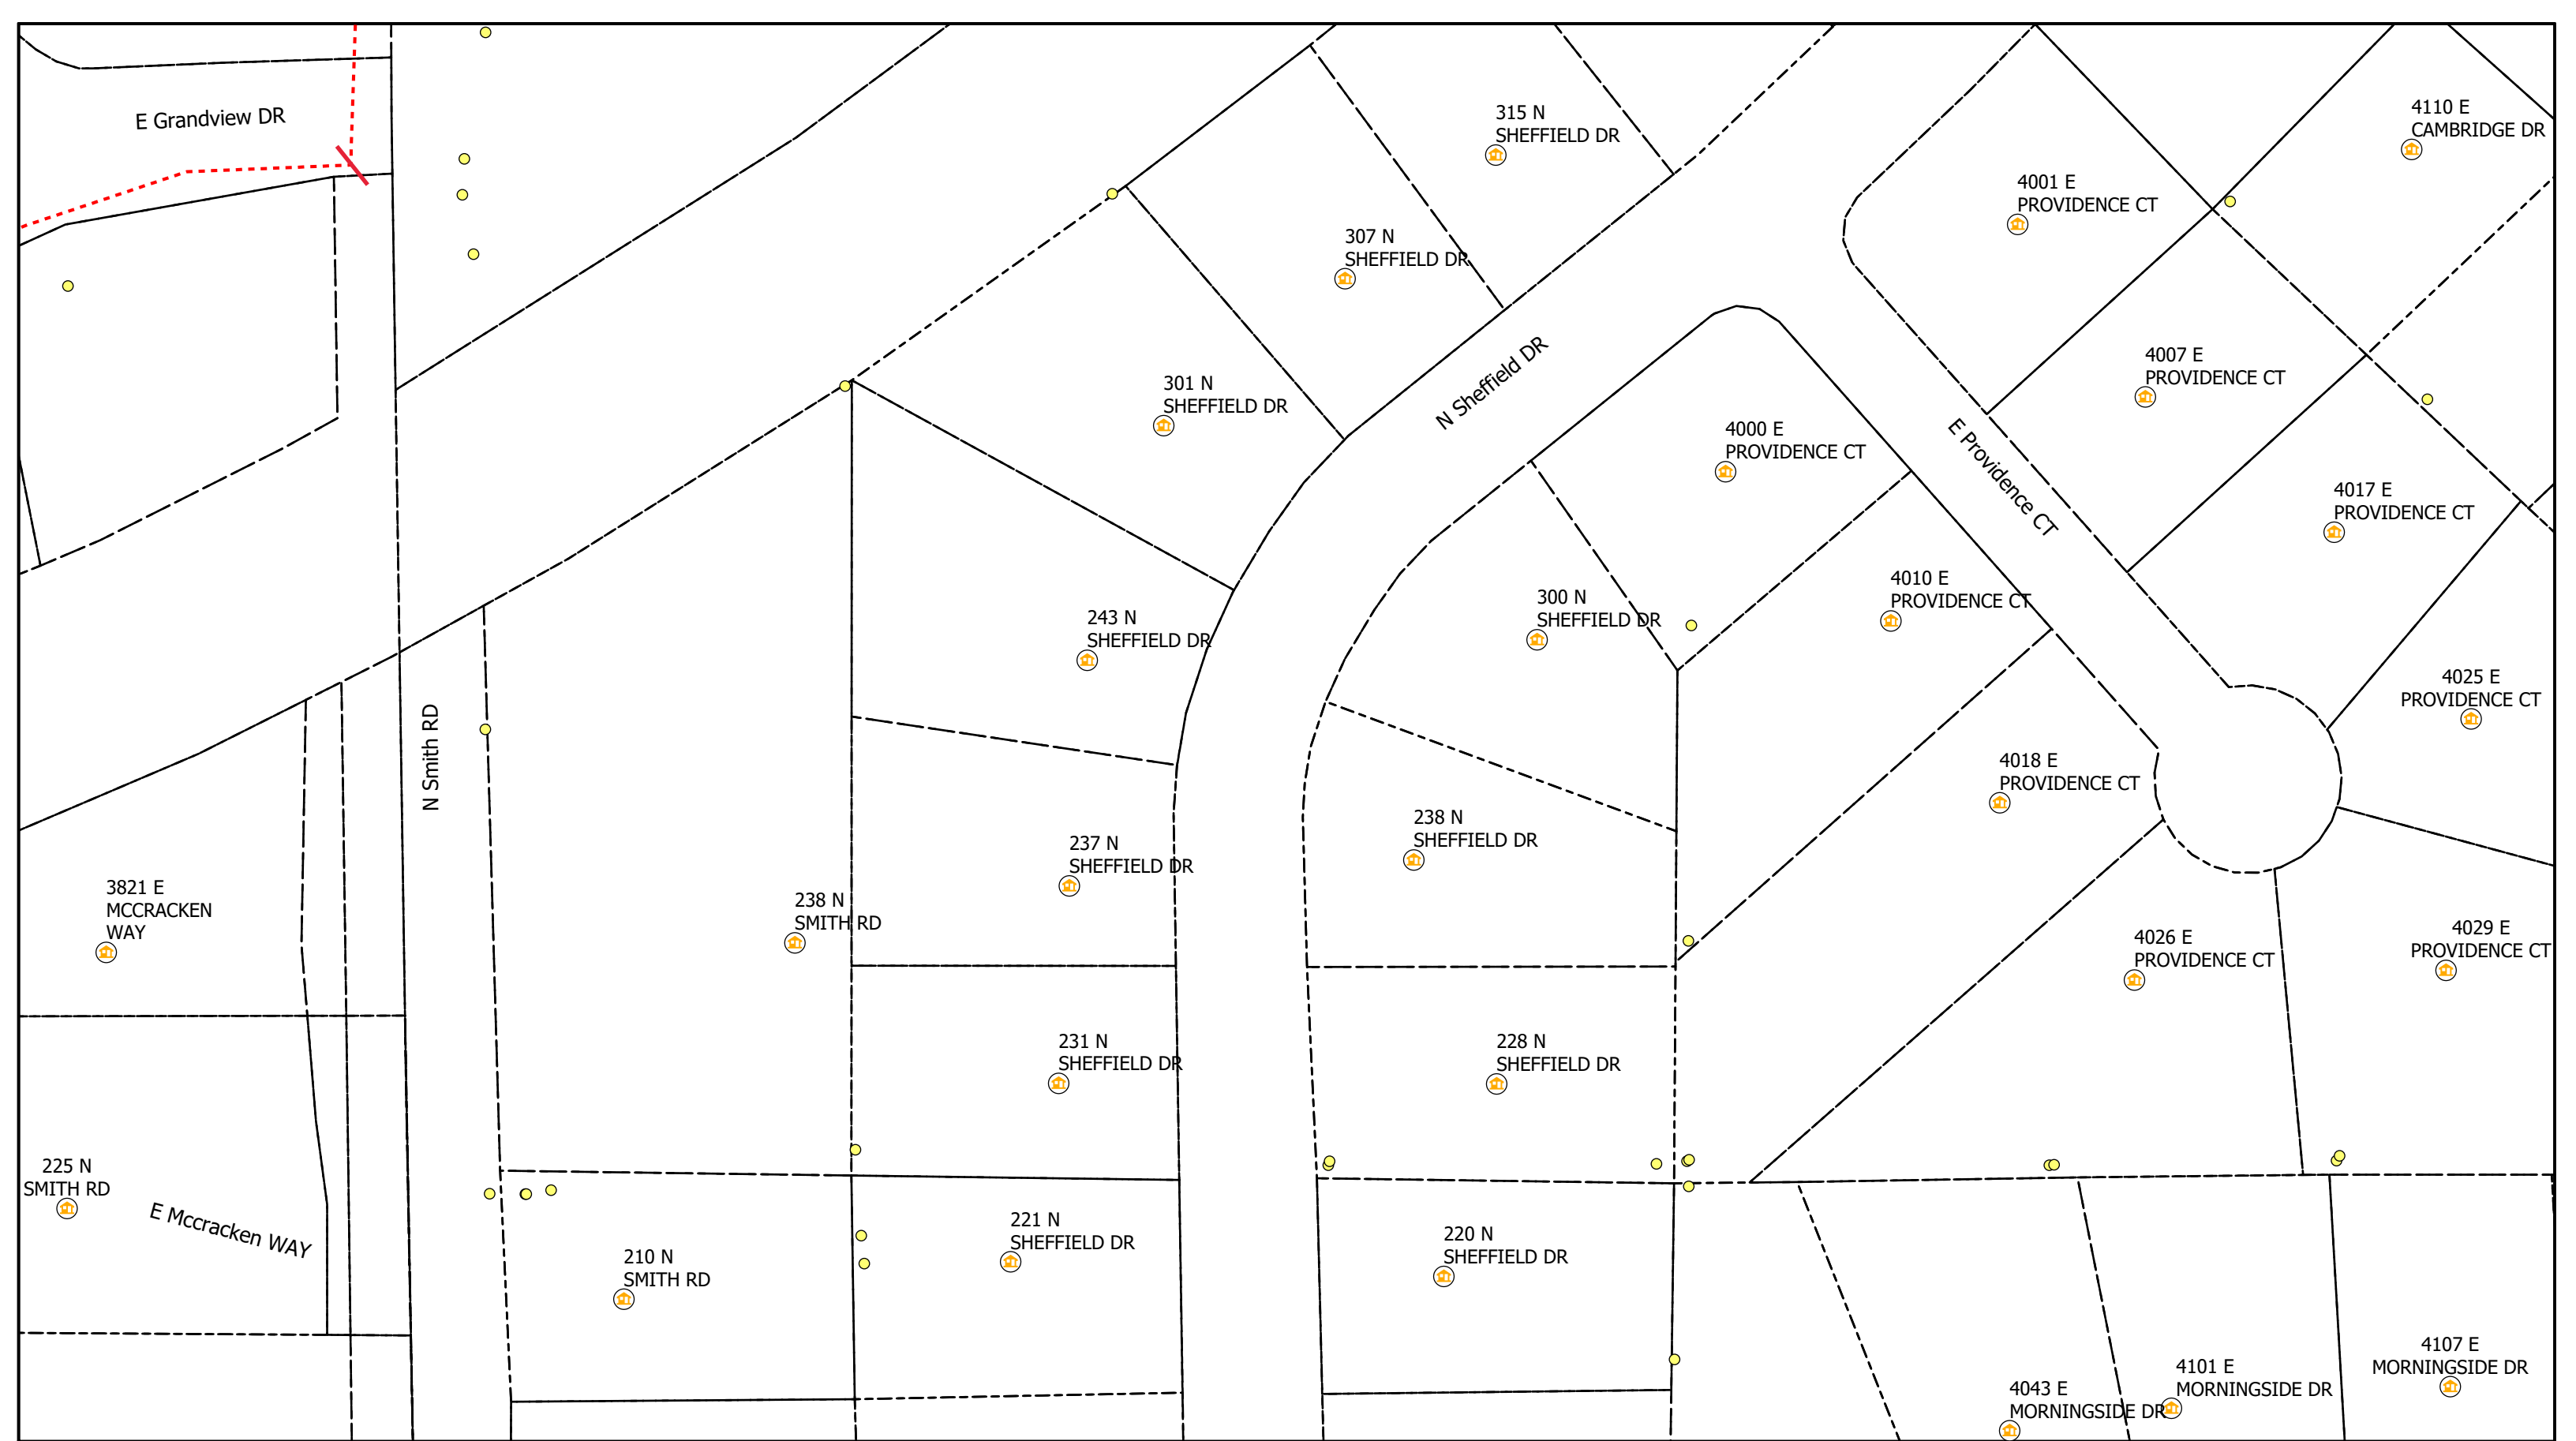 E Grandview DR
315 N
SHEFFIELD DR
4110 E
CAMBRIDGE DR
4001 E
PROVIDENCE CT
307 N
SHEFFIELD DR
301 N
SHEFFIELD DR
N Sheffield DR
4007 E
PROVIDENCE CT
4000 E
PROVIDENCE CT
E Providence CT
4017 E
PROVIDENCE CT
243 N
SHEFFIELD DR
300 N
SHEFFIELD DR
4010 E
PROVIDENCE CT
4025 E
PROVIDENCE CT
N Smith RD
4018 E
PROVIDENCE CT
238 N
SHEFFIELD DR
237 N
SHEFFIELD DR
3821 E
MCCRACKEN
WAY
238 N
SMITH RD
4026 E
PROVIDENCE CT
4029 E
PROVIDENCE CT
231 N
SHEFFIELD DR
228 N
SHEFFIELD DR
225 N
SMITH RD
E Mccracken WAY
221 N
SHEFFIELD DR
220 N
SHEFFIELD DR
210 N
SMITH RD
4107 E
MORNINGSIDE DR
4101 E
MORNINGSIDE DR
4043 E
MORNINGSIDE DR